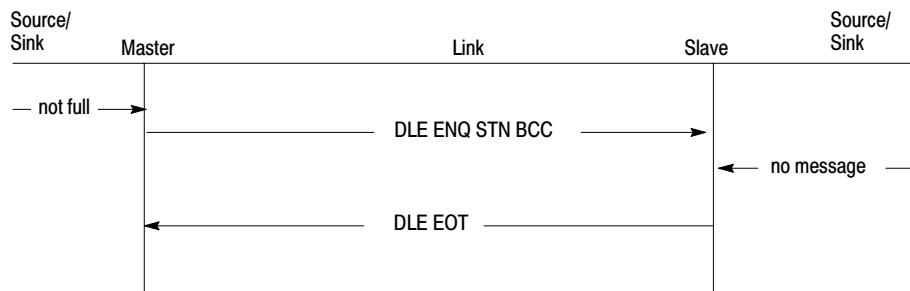 Source/
Sink
Master
Link
Slave
Source/
Sink
not full
DLE ENQ STN BCC
no message
DLE EOT